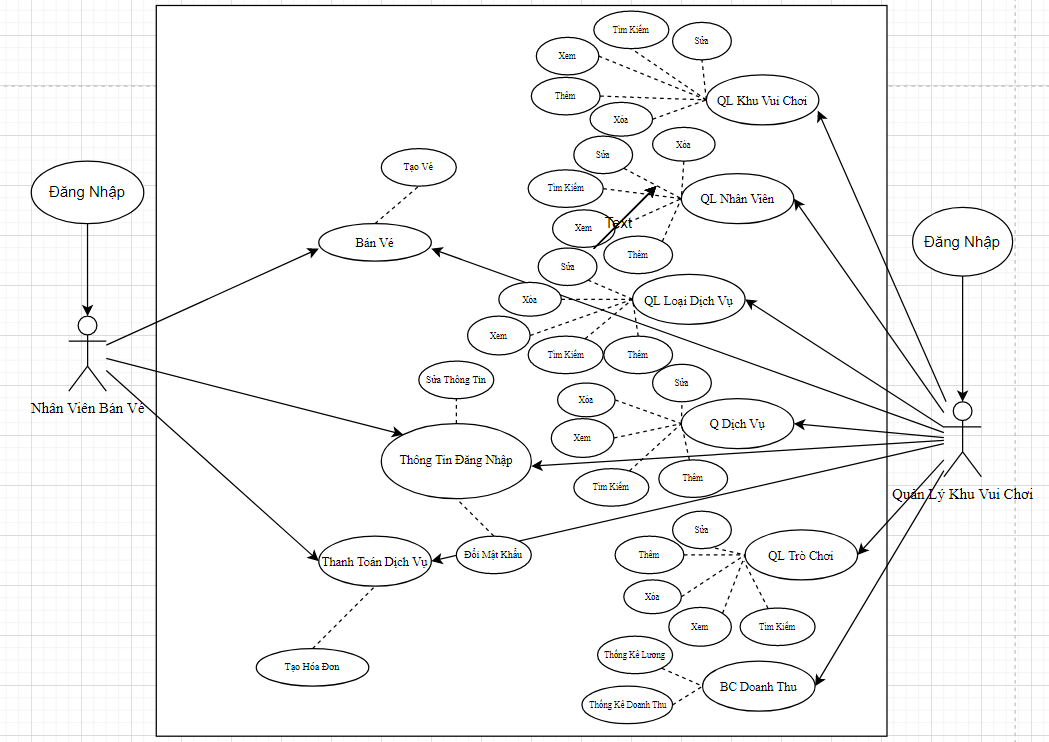 Tìm Kiếm
Sửa
Xem
Thêm
QL Khu Vui Chơi
Xóa
Xóa
Sửa
Tạo Vé
Đăng Nhập
Tìm Kiếm
QL Nhân Viên
Xem
Text
Bán Vé
Đăng Nhập
Thêm
Sửa
Xóa
QL Loại Dịch Vụ
Xem
Tìm Kiếm
Thêm
Sửa Thông Tin
Sửa
Xóa
Nhân Viên Bán Vé
Q Dịch Vụ
Xem
Thông Tin Đăng Nhập
Thêm
Tìm Kiếm
Quản Lý Khu Vui Chơi
Sửa
Đổi Mật Khẩu
Thêm
QL Trò Chơi
Thanh Toán Dịch Vụ
Xóa
Xem
Tìm Kiếm
Thống Kê Lương
Tạo Hóa Đơn
BC Doanh Thu
Thống Kê Doanh Thu